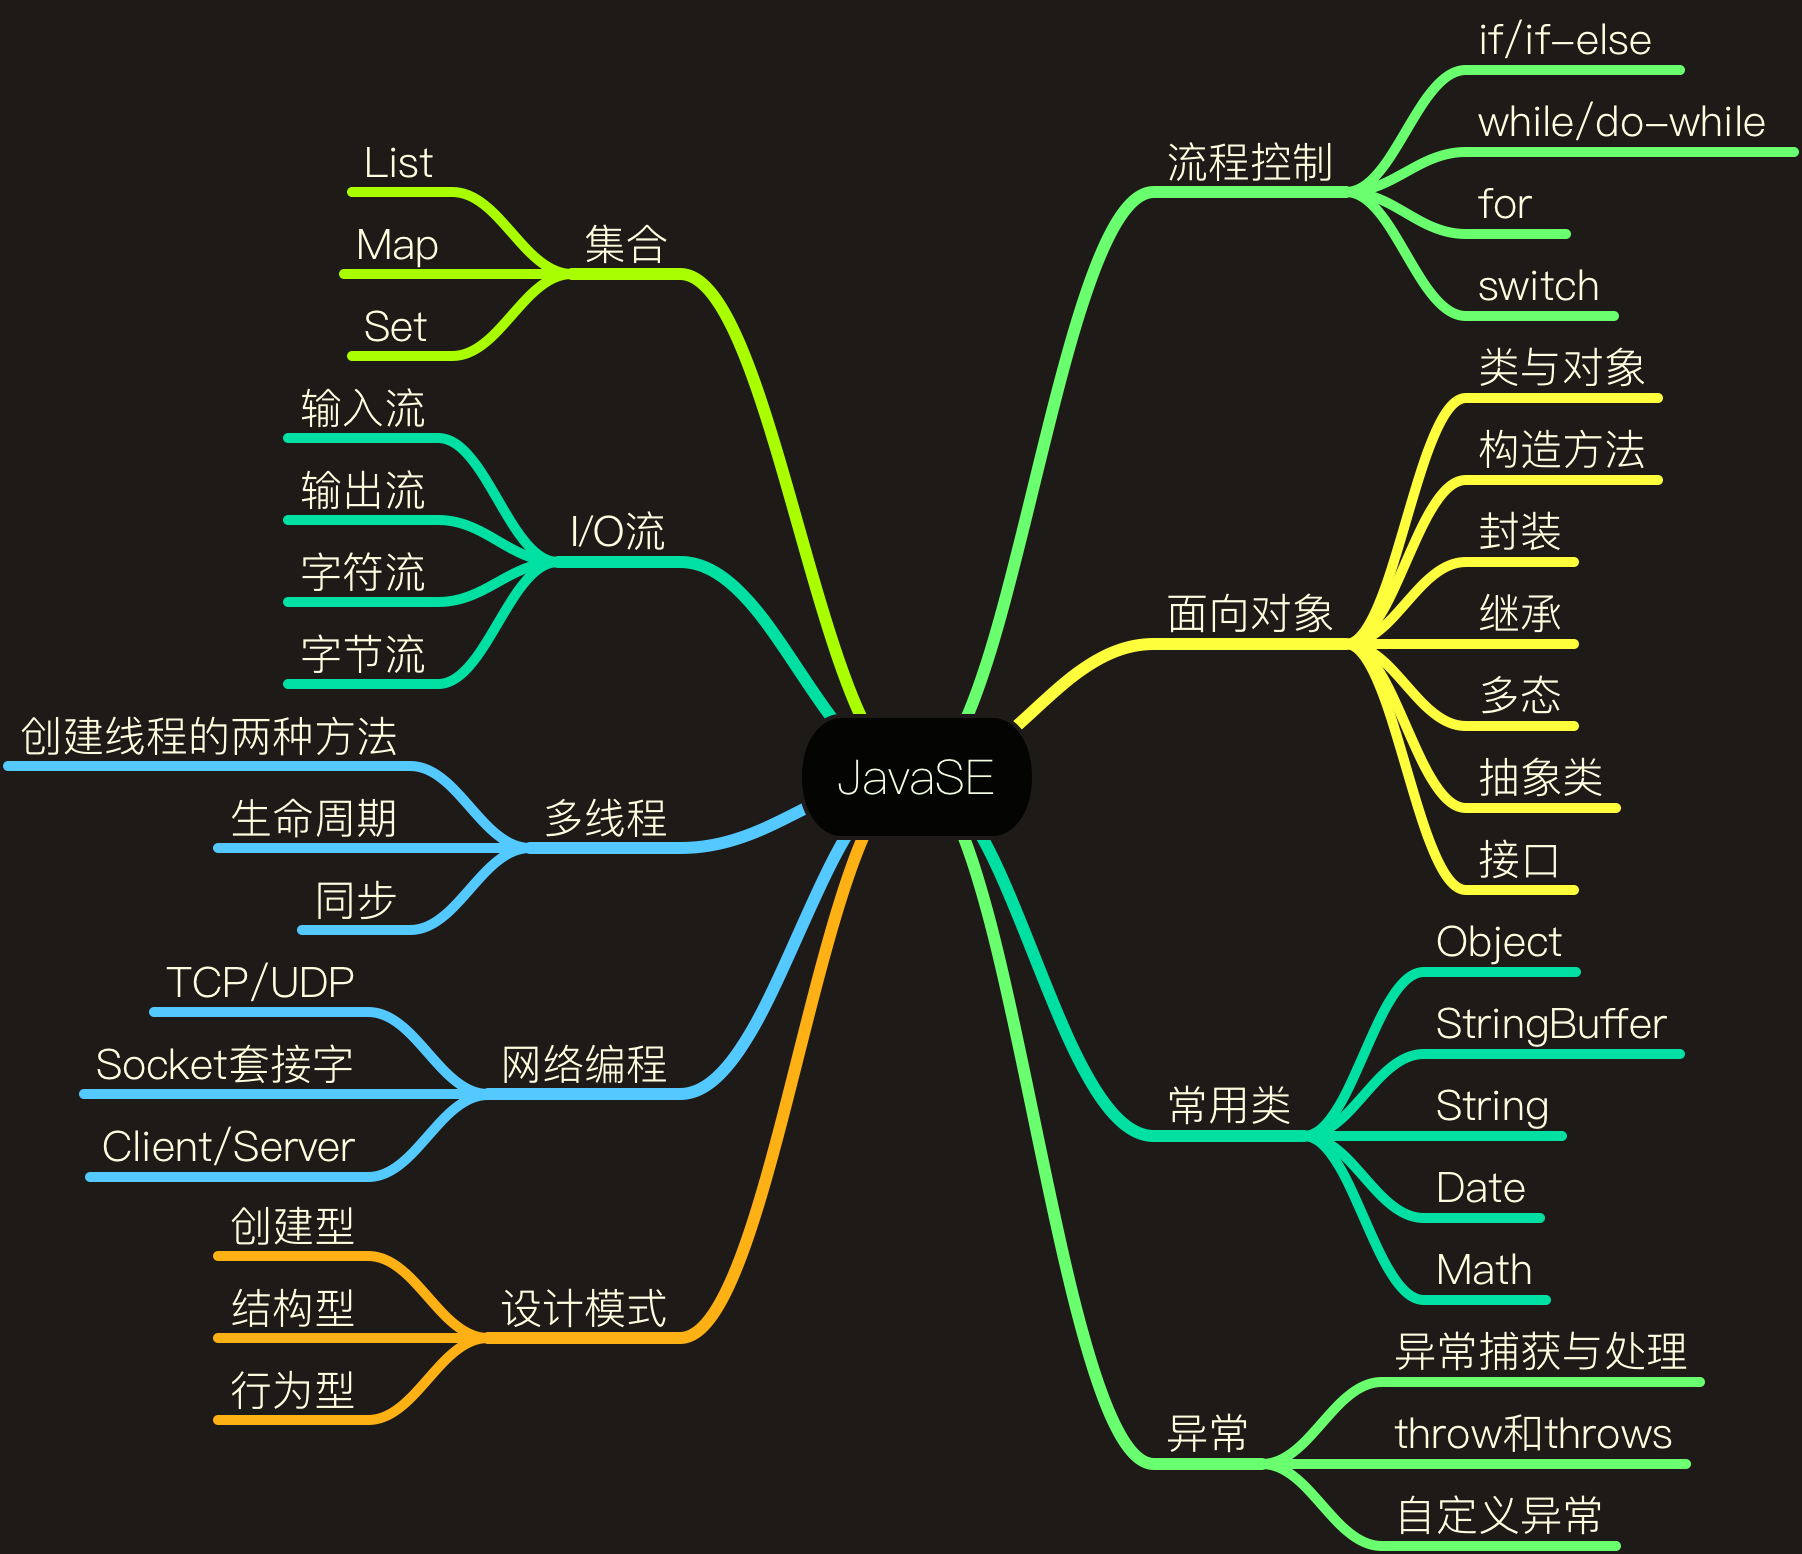 JavaSE
流程控制
if/if-else
while/do-while
for
switch
面向对象
类与对象
构造方法
封装
继承
多态
抽象类
接口
常用类
Object
StringBuffer
String
Date
Math
异常
异常捕获与处理
throw和throws
自定义异常
集合
List
Map
Set
I/O流
输入流
输出流
字符流
字节流
多线程
创建线程的两种方法
生命周期
同步
网络编程
TCP/UDP
Socket套接字
Client/Server
设计模式
创建型
结构型
行为型